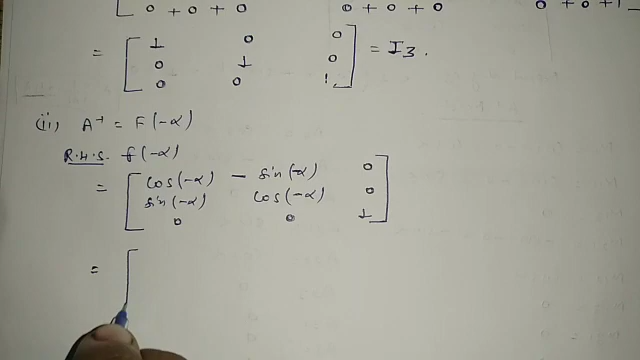 [ 0 + 0 + 0 0 + 0 + 0 0 + 0 + 1 ]
= [ 1 0 0
0 1 0
0 0 1 ] = I3.
(ii) A⁻¹ = F(-α)
R.H.S. f(-α)
= [ cos(-α) - sin(-α) 0
sin(-α) cos(-α) 0
0 0 1 ]
= [